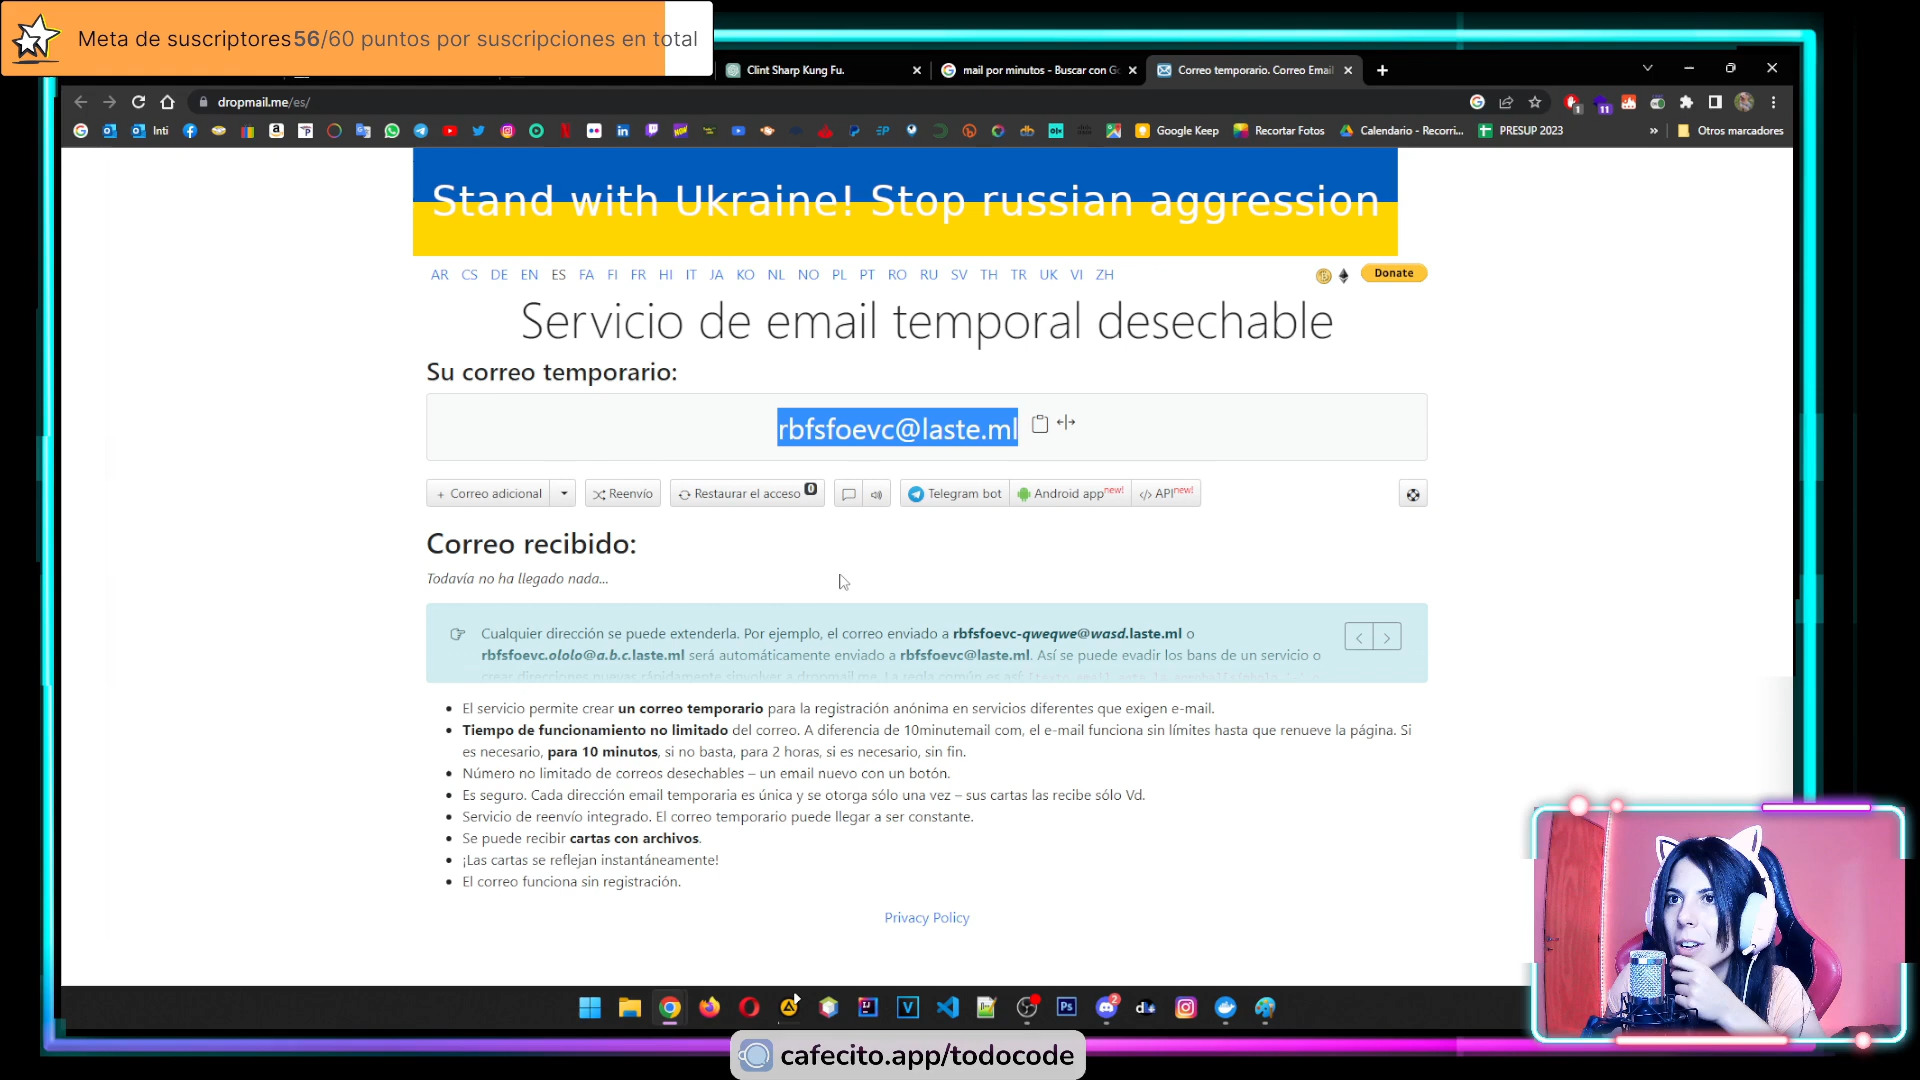 Meta de suscriptores 56/60 puntos por suscripciones en total
Clint Sharp Kung Fu.
mail por minutos - Buscar con Go
Correo temporario. Correo Email
dropmail.me/es/
Inti
Google Keep
Recortar Fotos
Calendario - Recorri...
PRESUP 2023
»
Otros marcadores
Stand with Ukraine! Stop russian aggression
AR CS DE EN ES FA FI FR HI IT JA KO NL NO PL PT RO RU SV TH TR UK VI ZH
Donate
Servicio de email temporal desechable
Su correo temporario:
rbfsfoevc@laste.ml
+ Correo adicional
Reenvío
Restaurar el acceso 0
Telegram bot
Android app new!
</> API new!
Correo recibido:
Todavía no ha llegado nada...
Cualquier dirección se puede extenderla. Por ejemplo, el correo enviado a rbfsfoevc-qweqwe@wasd.laste.ml o
rbfsfoevc.ololo@a.b.c.laste.ml será automáticamente enviado a rbfsfoevc@laste.ml. Así se puede evadir los bans de un servicio o
El servicio permite crear un correo temporario para la registración anónima en servicios diferentes que exigen e-mail.
Tiempo de funcionamiento no limitado del correo. A diferencia de 10minutemail com, el e-mail funciona sin límites hasta que renueve la página. Si
es necesario, para 10 minutos, si no basta, para 2 horas, si es necesario, sin fin.
Número no limitado de correos desechables – un email nuevo con un botón.
Es seguro. Cada dirección email temporaria es única y se otorga sólo una vez – sus cartas las recibe sólo Vd.
Servicio de reenvío integrado. El correo temporario puede llegar a ser constante.
Se puede recibir cartas con archivos.
¡Las cartas se reflejan instantáneamente!
El correo funciona sin registración.
Privacy Policy
cafecito.app/todocode